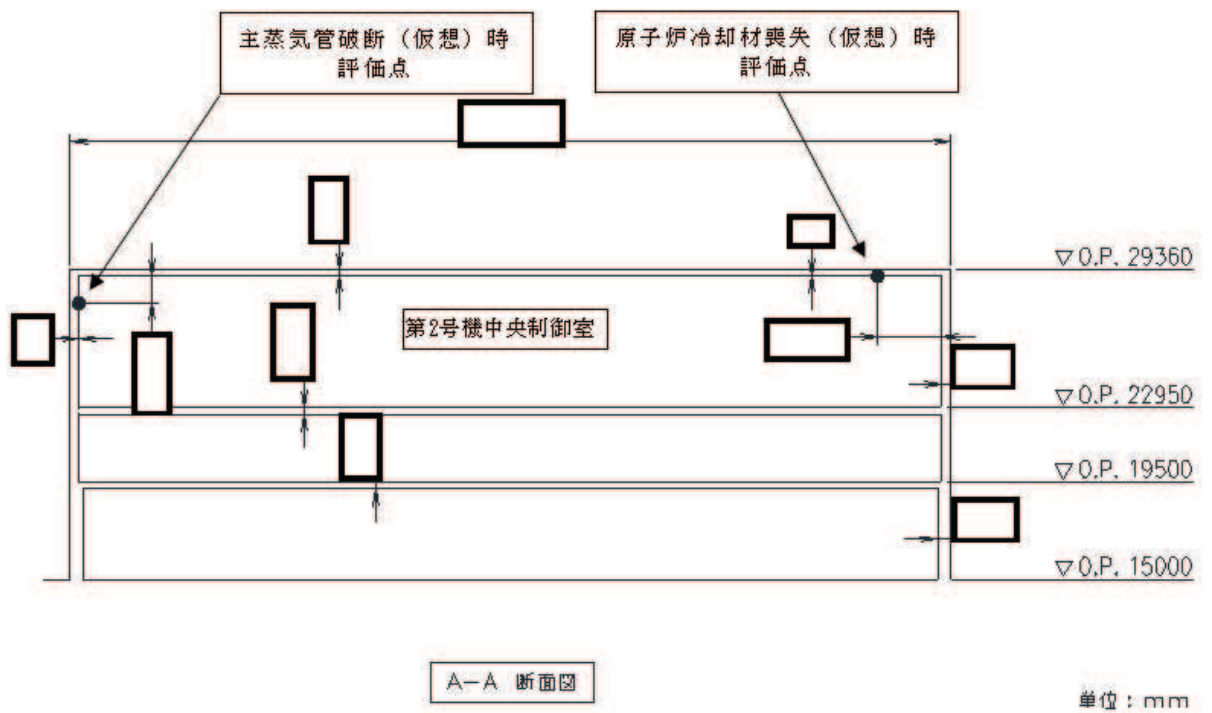 主蒸気管破断（仮想）時
評価点
原子炉冷却材喪失（仮想）時
評価点
▽O.P. 29360
第2号機中央制御室
▽O.P. 22950
▽O.P. 19500
▽O.P. 15000
A－A 断面図
単位：mm